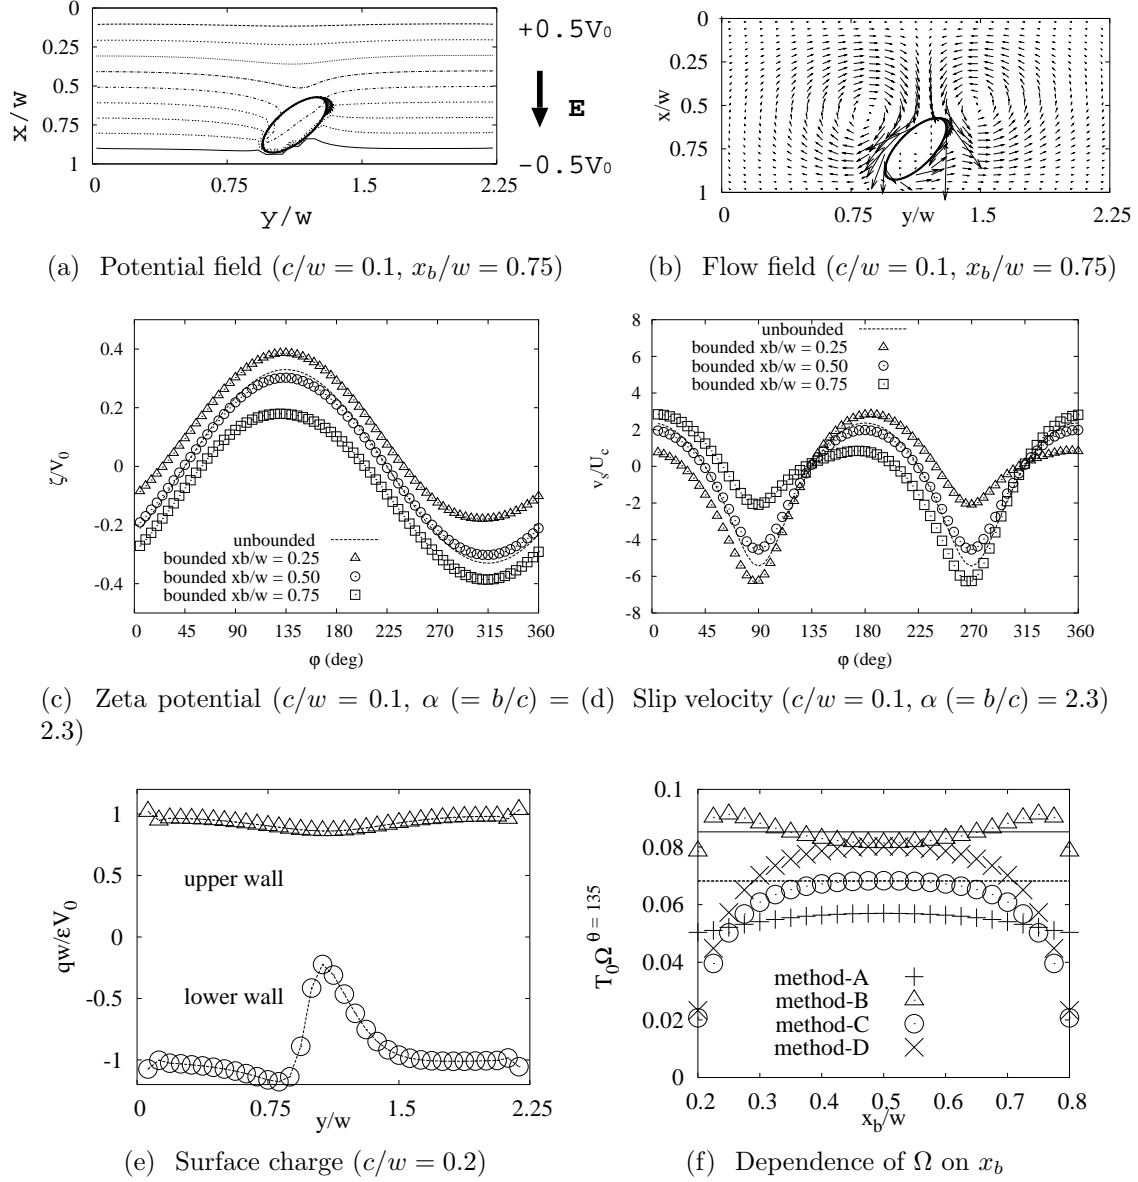 0
0.25
0.5
0.75
1
x/w
0 0.75 1.5 2.25
y/w
+0.5V₀
E
−0.5V₀
(a) Potential field (c/w = 0.1, x_b/w = 0.75)
0
0.25
0.5
0.75
1
x/w
0 0.75 y/w 1.5 2.25
(b) Flow field (c/w = 0.1, x_b/w = 0.75)
0.4
0.2
0
-0.2
-0.4
ζ/V₀
unbounded
bounded xb/w = 0.25
bounded xb/w = 0.50
bounded xb/w = 0.75
0 45 90 135 180 225 270 315 360
φ (deg)
(c) Zeta potential (c/w = 0.1, α (= b/c) = 2.3)
8
6
4
2
0
-2
-4
-6
-8
v_s/U_c
unbounded
bounded xb/w = 0.25
bounded xb/w = 0.50
bounded xb/w = 0.75
0 45 90 135 180 225 270 315 360
φ (deg)
(d) Slip velocity (c/w = 0.1, α (= b/c) = 2.3)
1
0.5
0
-0.5
-1
qw/εV₀
upper wall
lower wall
0 0.75 1.5 2.25
y/w
(e) Surface charge (c/w = 0.2)
0.1
0.08
0.06
0.04
0.02
0
T₀Ω^θ = 135
method-A
method-B
method-C
method-D
0.2 0.3 0.4 0.5 0.6 0.7 0.8
x_b/w
(f) Dependence of Ω on x_b